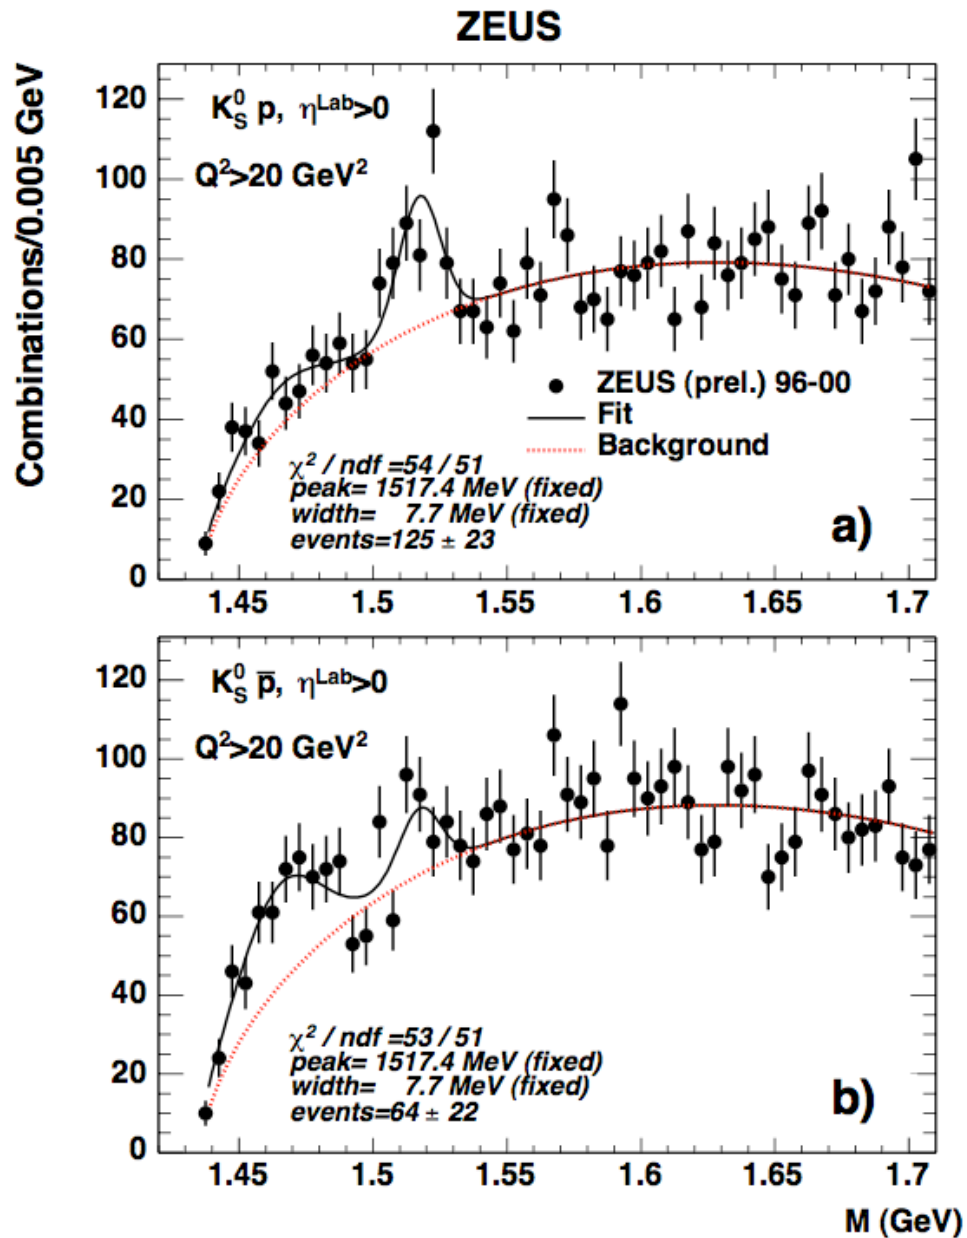 ZEUS
Combinations/0.005 GeV
K⁰_S p, η^Lab>0
Q²>20 GeV²
ZEUS (prel.) 96-00
Fit
Background
χ² / ndf =54 / 51
peak= 1517.4 MeV (fixed)
width= 7.7 MeV (fixed)
events=125 ± 23
a)
120
100
80
60
40
20
0
1.45 1.5 1.55 1.6 1.65 1.7
K⁰_S p̅, η^Lab>0
Q²>20 GeV²
χ² / ndf =53 / 51
peak= 1517.4 MeV (fixed)
width= 7.7 MeV (fixed)
events=64 ± 22
b)
120
100
80
60
40
20
0
1.45 1.5 1.55 1.6 1.65 1.7
M (GeV)